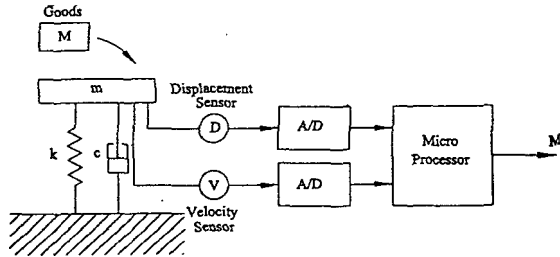 Goods
M
m
Displacement
Sensor
k
c
D
A/D
Micro
Processor
M
V
A/D
Velocity
Sensor